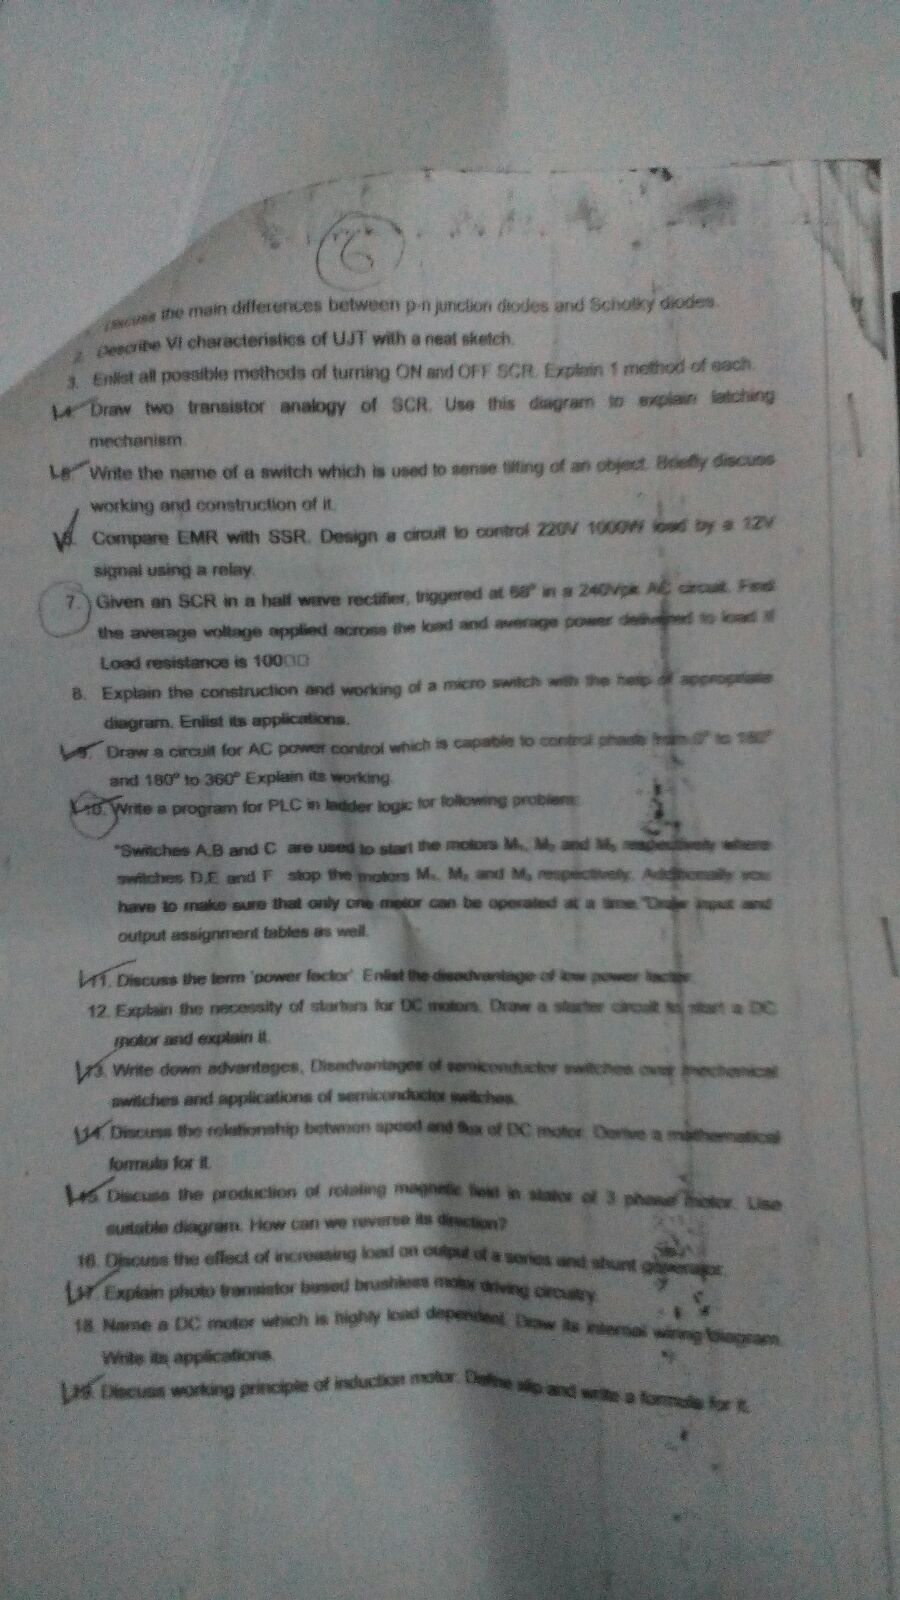 6
1. Discuss the main differences between p-n junction diodes and Schotky diodes.
2. Describe VI characteristics of UJT with a neat sketch.
3. Enlist all possible methods of turning ON and OFF SCR. Explain 1 method of each.
4. Draw two transistor analogy of SCR. Use this diagram to explain latching
mechanism.
5. Write the name of a switch which is used to sense tilting of an object. Briefly discuss
working and construction of it.
6. Compare EMR with SSR. Design a circuit to control 220V 1000W load by a 12V
signal using a relay.
7. Given an SCR in a half wave rectifier, triggered at in a 240Vpk AC circuit. Find
the average voltage applied across the load and average power delivered to load if
Load resistance is 100□□
8. Explain the construction and working of a micro switch with the help of appropriate
diagram. Enlist its applications.
9. Draw a circuit for AC power control which is capable to control phase from 0° to 180°
and 180° to 360° Explain its working.
10. Write a program for PLC in ladder logic for following problem:
"Switches A,B and C are used to start the motors M₁, M₂ and M₃ respectively where
switches D,E and F stop the motors M₁, M₂ and M₃ respectively. Additionally you
have to make sure that only one motor can be operated at a time."Draw input and
output assignment tables as well.
11. Discuss the term 'power factor'. Enlist the disadvantage of low power factor.
12. Explain the necessity of starters for DC motors. Draw a starter circuit to start a DC
motor and explain it.
13. Write down advantages, Disadvantages of semiconductor switches over mechanical
switches and applications of semiconductor switches.
14. Discuss the relationship between speed and flux of DC motor. Derive a mathematical
formula for it.
15. Discuss the production of rotating magnetic field in stator of 3 phase motor. Use
suitable diagram. How can we reverse its direction?
16. Discuss the effect of increasing load on output of a series and shunt generator.
17. Explain photo transistor based brushless motor driving circuitry.
18. Name a DC motor which is highly load dependent. Draw its internal wiring diagram.
Write its applications.
19. Discuss working principle of induction motor. Define slip and write a formula for it.